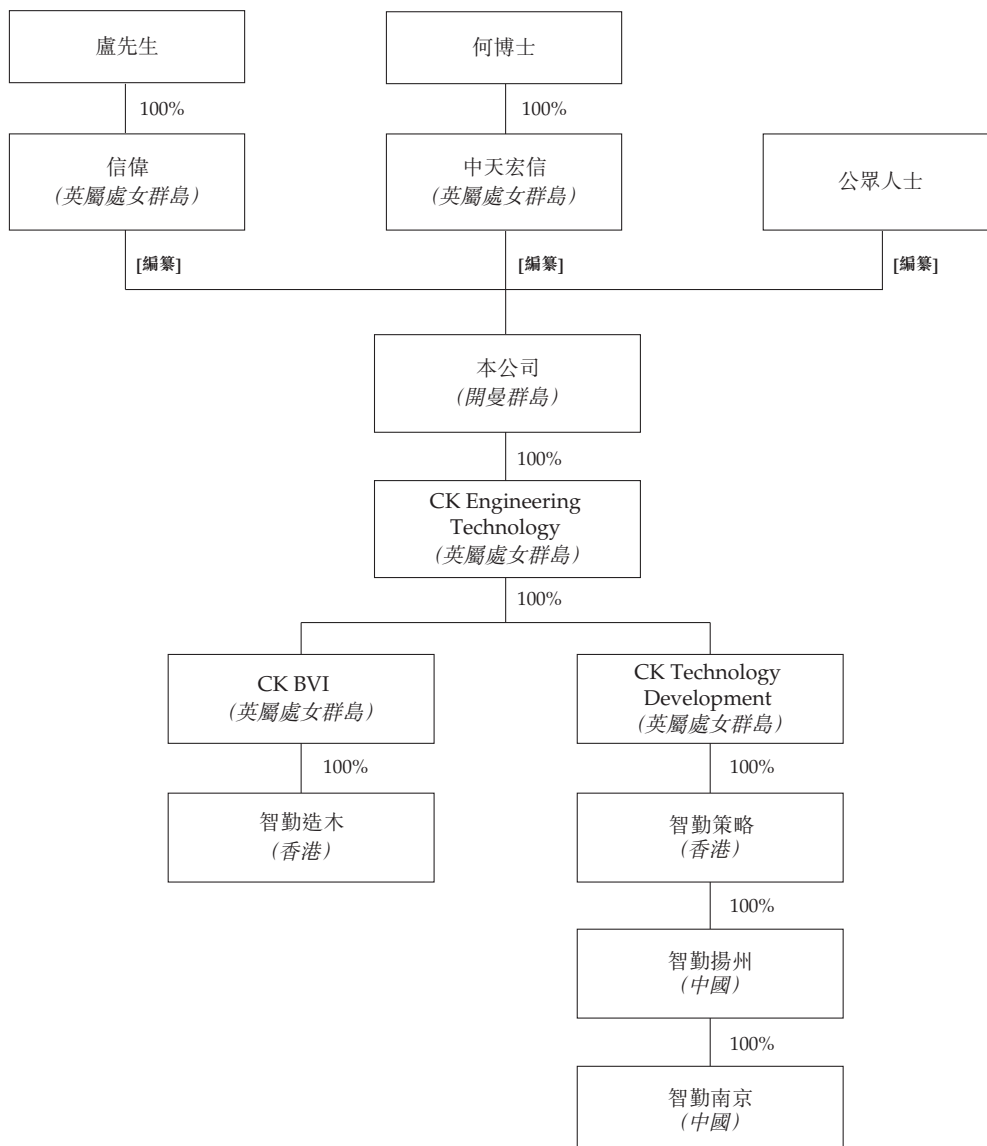 盧先生
何博士
100%
100%
信偉
(英屬處女群島)
中天宏信
(英屬處女群島)
公眾人士
[編纂]
[編纂]
[編纂]
本公司
(開曼群島)
100%
CK Engineering
Technology
(英屬處女群島)
100%
CK BVI
(英屬處女群島)
CK Technology
Development
(英屬處女群島)
100%
100%
智勤造木
(香港)
智勤策略
(香港)
100%
智勤揚州
(中國)
100%
智勤南京
(中國)